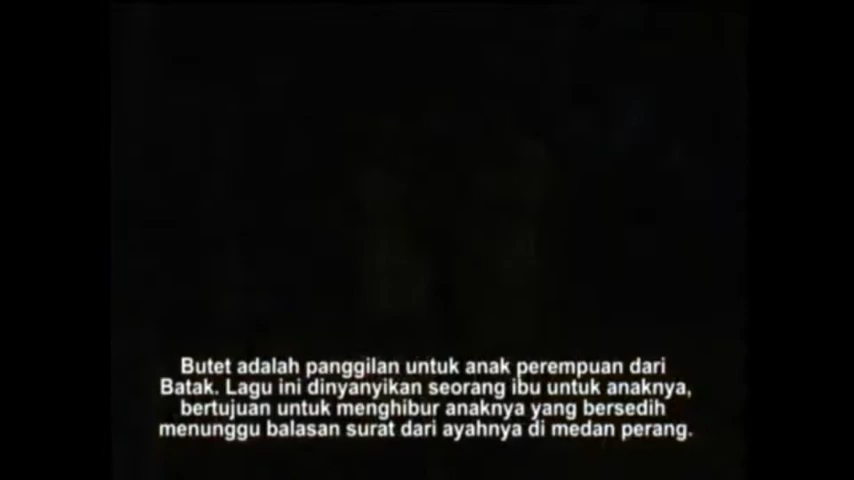 Butet adalah panggilan untuk anak perempuan dari
Batak. Lagu ini dinyanyikan seorang ibu untuk anaknya,
bertujuan untuk menghibur anaknya yang bersedih
menunggu balasan surat dari ayahnya di medan perang.